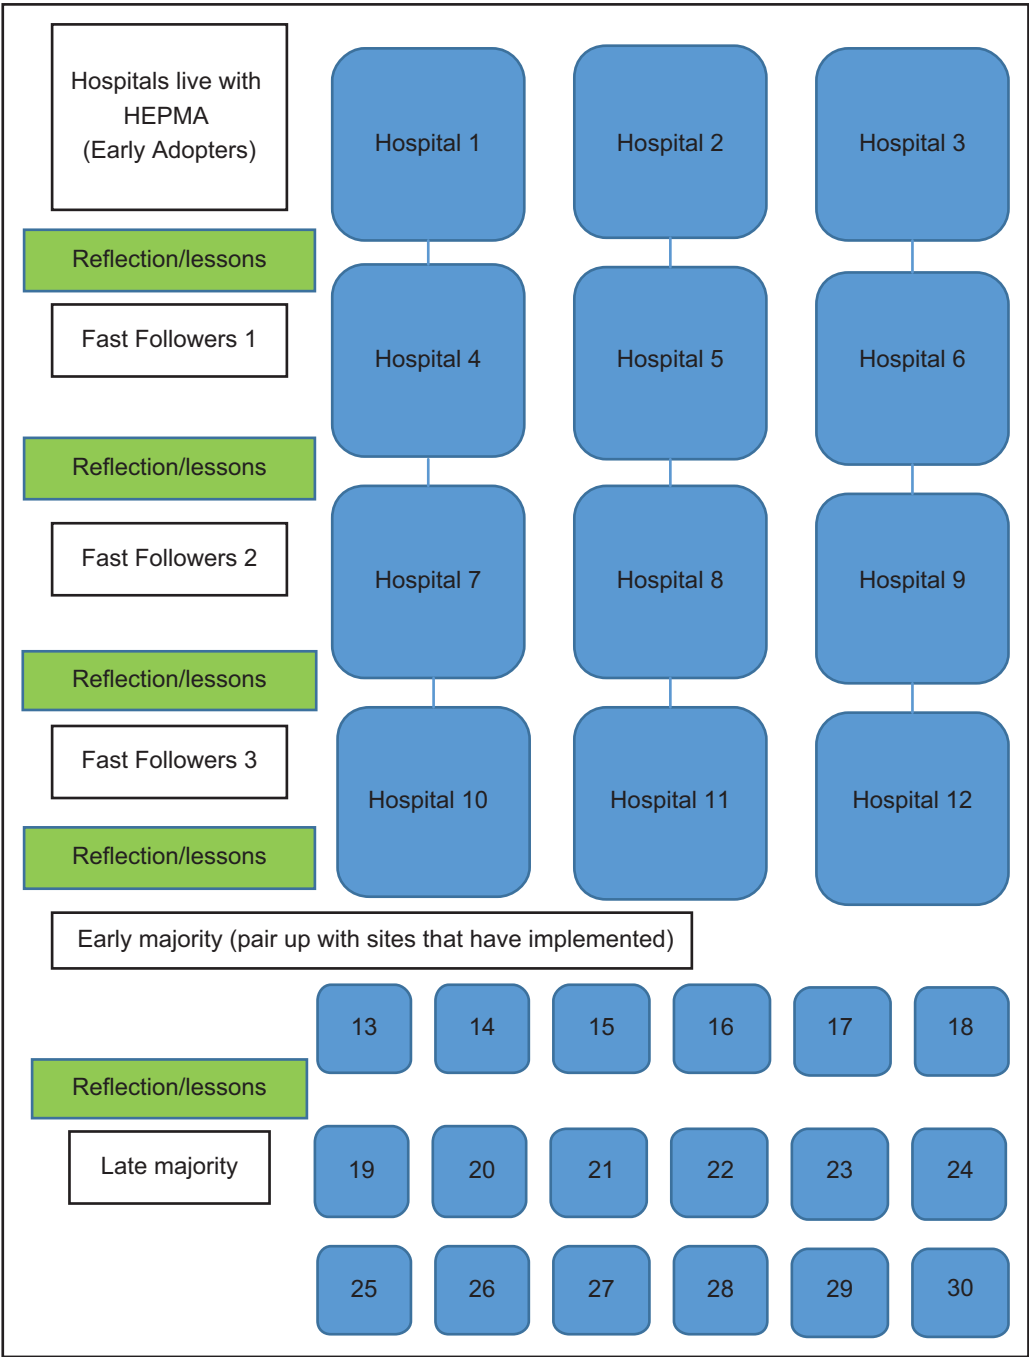 Hospitals live with
HEPMA
(Early Adopters)
Hospital 1
Hospital 2
Hospital 3
Reflection/lessons
Fast Followers 1
Hospital 4
Hospital 5
Hospital 6
Reflection/lessons
Fast Followers 2
Hospital 7
Hospital 8
Hospital 9
Reflection/lessons
Fast Followers 3
Hospital 10
Hospital 11
Hospital 12
Reflection/lessons
Early majority (pair up with sites that have implemented)
13
14
15
16
17
18
Reflection/lessons
Late majority
19
20
21
22
23
24
25
26
27
28
29
30